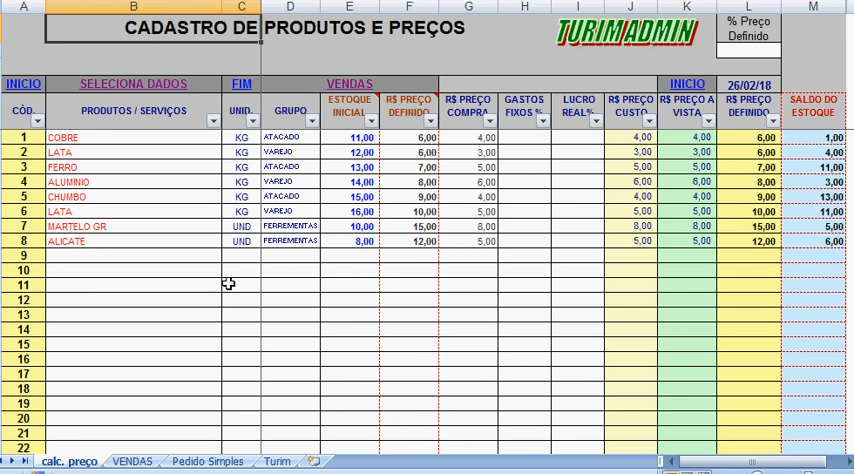 A B C D E F G H I J K L M
CADASTRO DE PRODUTOS E PREÇOS
TURIM ADMIN
% Preço
Definido
INICIO SELECIONA DADOS FIM VENDAS INICIO 26/02/18
CÓD. PRODUTOS / SERVIÇOS UNID. GRUPO ESTOQUE INICIAL R$ PREÇO DEFINIDO R$ PREÇO COMPRA GASTOS FIXOS % LUCRO REAL% R$ PREÇO CUSTO R$ PREÇO A VISTA R$ PREÇO DEFINIDO SALDO DO ESTOQUE
1 COBRE KG ATACADO 11,00 6,00 4,00 4,00 4,00 6,00 1,00
2 LATA KG VAREJO 12,00 6,00 3,00 3,00 3,00 6,00 4,00
3 FERRO KG ATACADO 13,00 7,00 5,00 5,00 5,00 7,00 11,00
4 ALUMINIO KG VAREJO 14,00 8,00 6,00 6,00 6,00 8,00 3,00
5 CHUMBO KG ATACADO 15,00 9,00 4,00 4,00 4,00 9,00 13,00
6 LATA KG VAREJO 16,00 10,00 5,00 5,00 5,00 10,00 11,00
7 MARTELO GR UND FERREMENTAS 10,00 15,00 8,00 8,00 8,00 15,00 5,00
8 ALICATE UND FERREMENTAS 8,00 12,00 5,00 5,00 5,00 12,00 6,00
9
10
11
12
13
14
15
16
17
18
19
20
21
22
calc. preço VENDAS Pedido Simples Turim